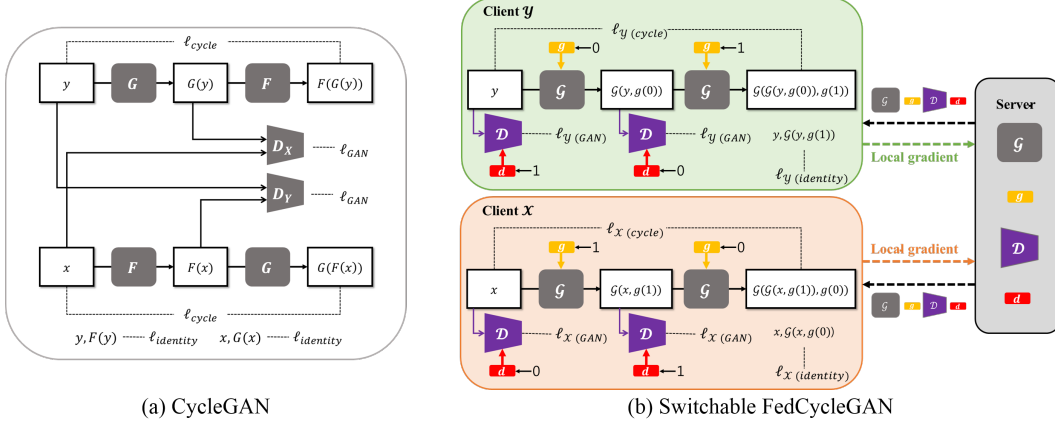 ℓcycle
y
G
G(y)
F
F(G(y))
D_X
ℓGAN
D_Y
ℓGAN
x
F
F(x)
G
G(F(x))
ℓcycle
y, F(y) ℓidentity x, G(x) ℓidentity
(a) CycleGAN
Client 𝒴
ℓ𝒴 (cycle)
g 0
g 1
y
𝒢
𝒢(y, g(0))
𝒢
𝒢(𝒢(y, g(0)), g(1))
𝒟
ℓ𝒴 (GAN)
𝒟
ℓ𝒴 (GAN)
y, 𝒢(y, g(1))
d 1
d 0
ℓ𝒴 (identity)
Client 𝒳
ℓ𝒳 (cycle)
g 1
g 0
x
𝒢
𝒢(x, g(1))
𝒢
𝒢(𝒢(x, g(1)), g(0))
𝒟
ℓ𝒳 (GAN)
𝒟
ℓ𝒳 (GAN)
x, 𝒢(x, g(0))
d 0
d 1
ℓ𝒳 (identity)
𝒢 g 𝒟 d
Local gradient
Local gradient
𝒢 g 𝒟 d
Server
𝒢
g
𝒟
d
(b) Switchable FedCycleGAN